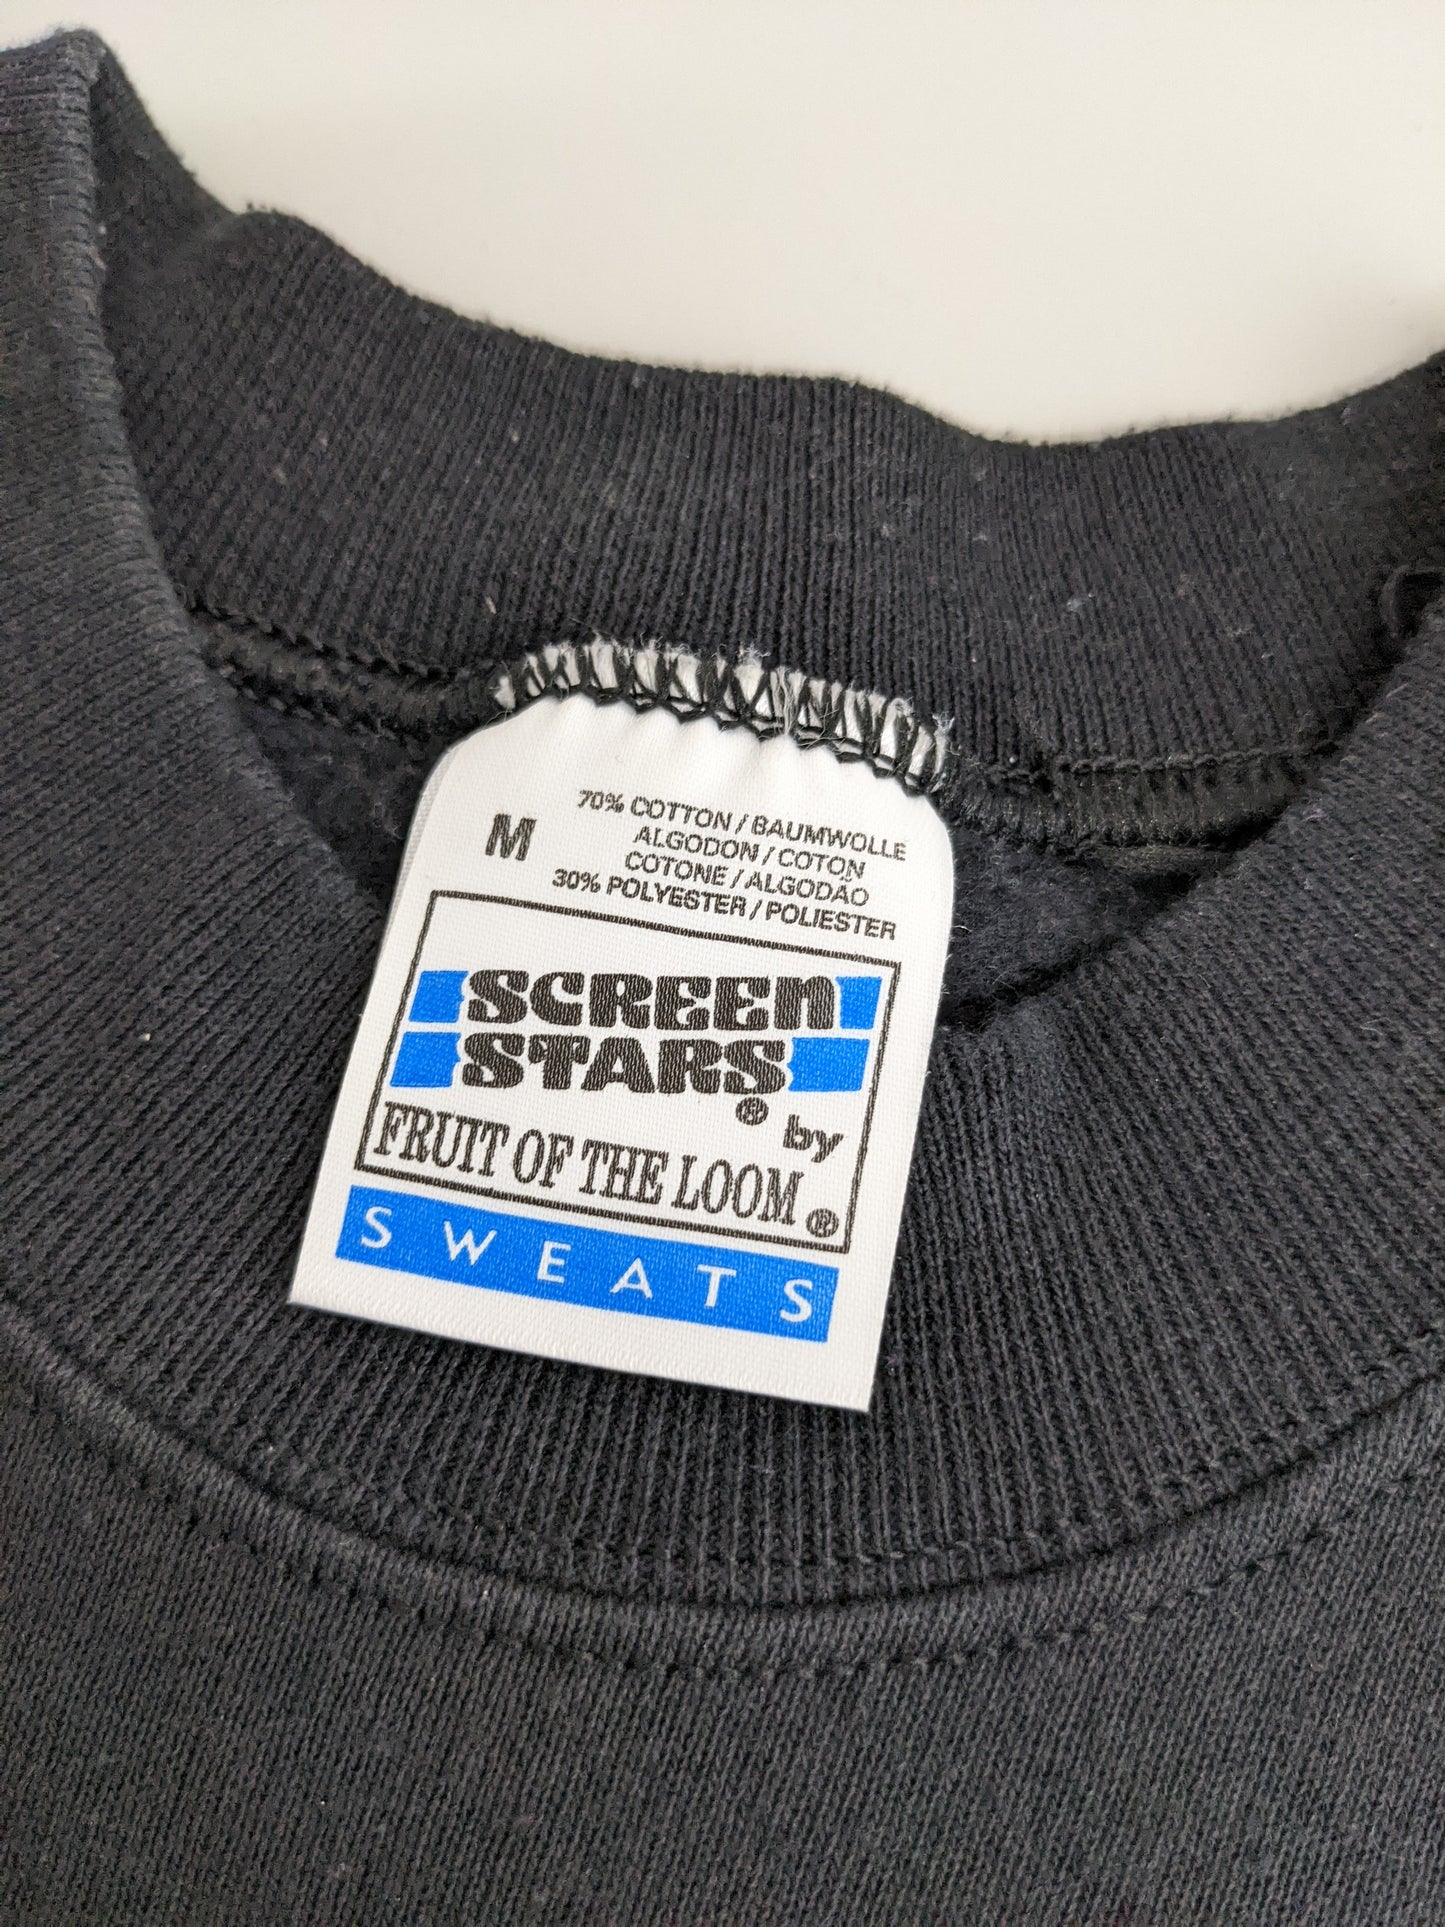 M
70% COTTON / BAUMWOLLE
ALGODON / COTON
COTONE / ALGODÃO
30% POLYESTER / POLIESTER
SCREEN
STARS
® by
FRUIT OF THE LOOM ®
SWEATS